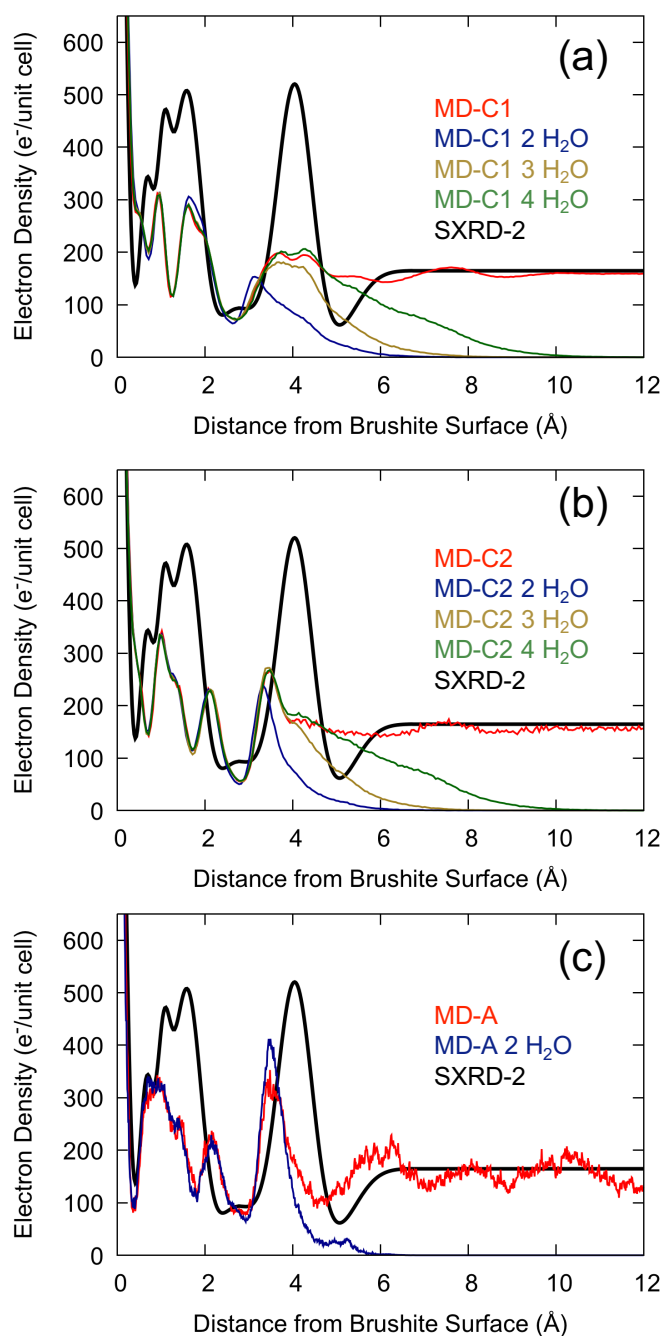 (a)
Electron Density (e⁻/unit cell)
600
500
400
300
200
100
0
MD-C1
MD-C1 2 H₂O
MD-C1 3 H₂O
MD-C1 4 H₂O
SXRD-2
0 2 4 6 8 10 12
Distance from Brushite Surface (Å)
(b)
Electron Density (e⁻/unit cell)
600
500
400
300
200
100
0
MD-C2
MD-C2 2 H₂O
MD-C2 3 H₂O
MD-C2 4 H₂O
SXRD-2
0 2 4 6 8 10 12
Distance from Brushite Surface (Å)
(c)
Electron Density (e⁻/unit cell)
600
500
400
300
200
100
0
MD-A
MD-A 2 H₂O
SXRD-2
0 2 4 6 8 10 12
Distance from Brushite Surface (Å)